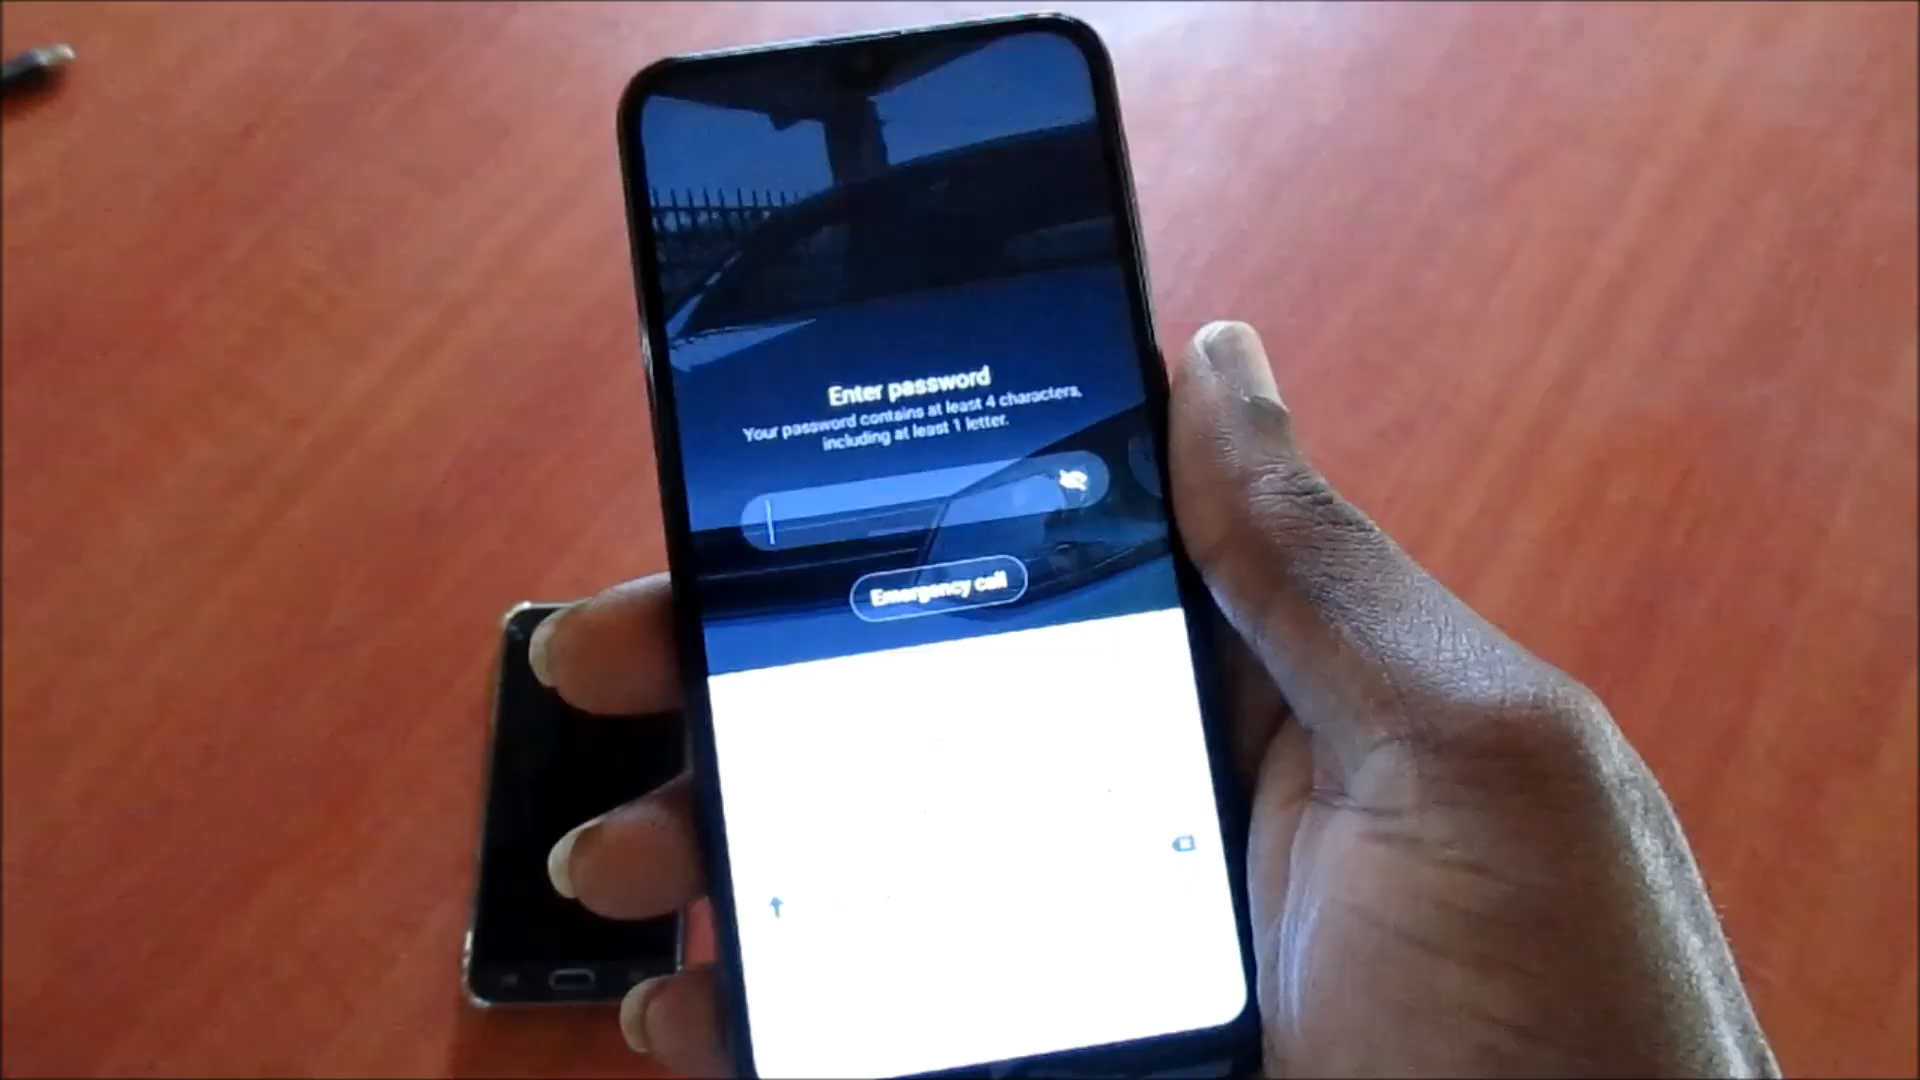 Enter password
Your password contains at least 4 characters,
including at least 1 letter.
Emergency call